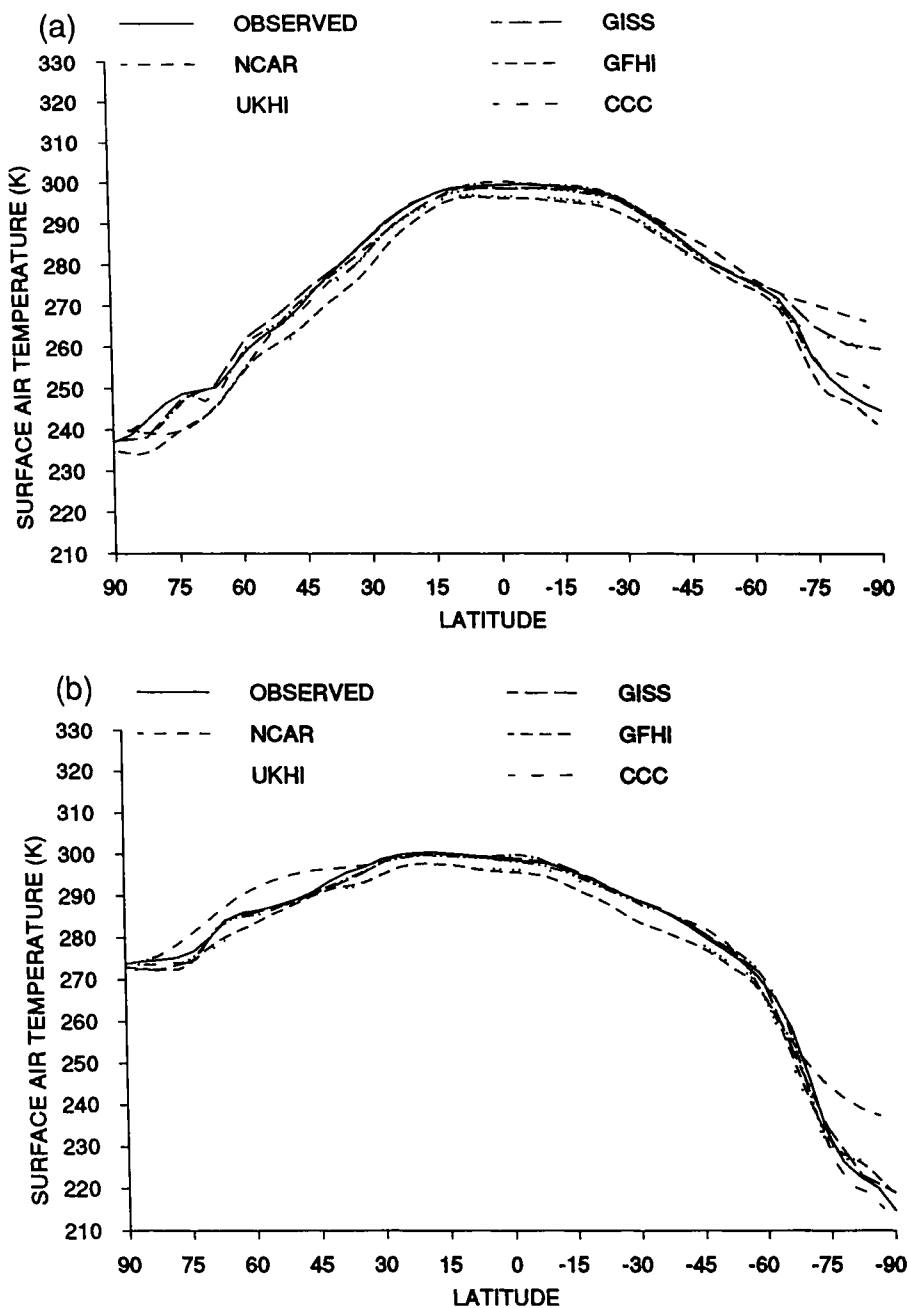 (a)
OBSERVED
GISS
NCAR
GFHI
UKHI
CCC
SURFACE AIR TEMPERATURE (K)
330
320
310
300
290
280
270
260
250
240
230
220
210
90 75 60 45 30 15 0 -15 -30 -45 -60 -75 -90
LATITUDE
(b)
OBSERVED
GISS
NCAR
GFHI
UKHI
CCC
SURFACE AIR TEMPERATURE (K)
330
320
310
300
290
280
270
260
250
240
230
220
210
90 75 60 45 30 15 0 -15 -30 -45 -60 -75 -90
LATITUDE